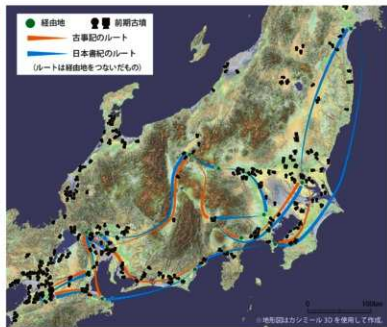 経由地 前期古墳
古事記のルート
日本書紀のルート
(ルートは経由地をつないだもの)
0 100km
※地形図はカシミール3Dを使用して作成.